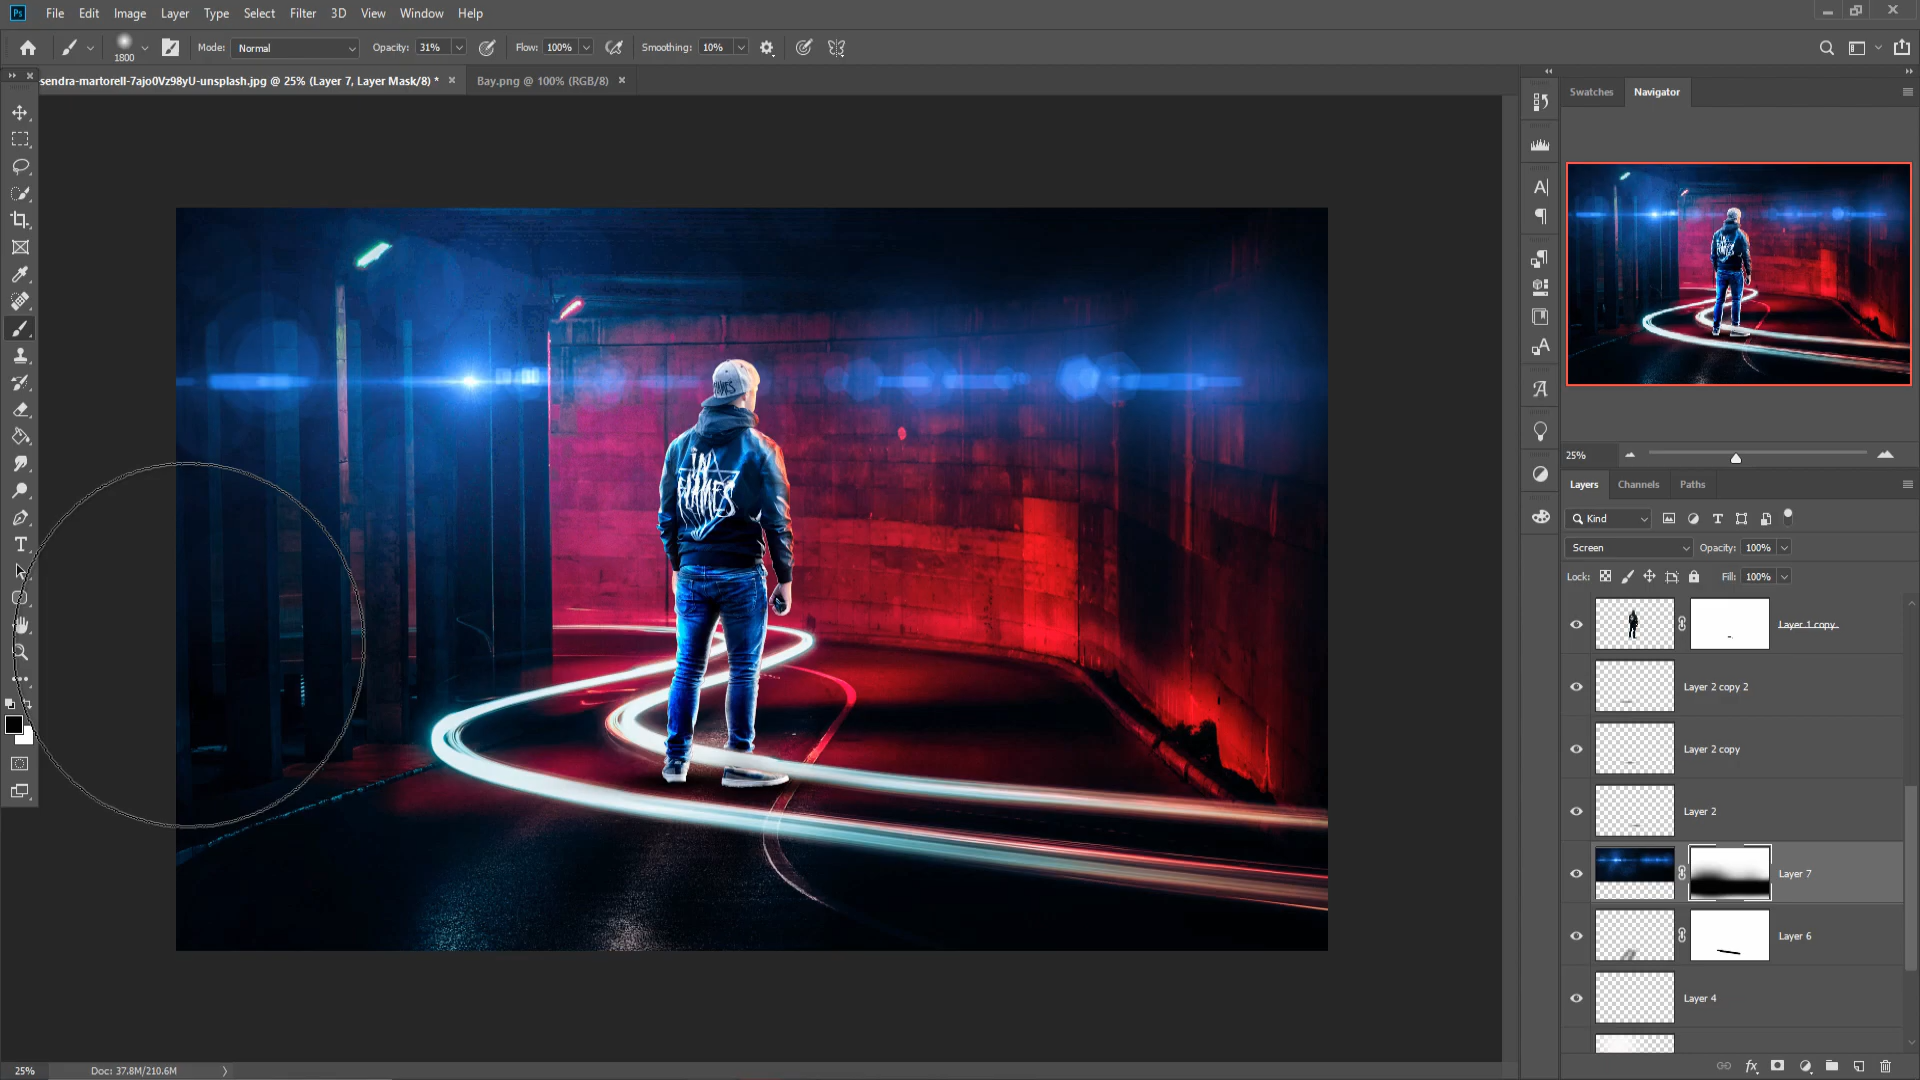 Ps File Edit Image Layer Type Select Filter 3D View Window Help
1800 Mode: Normal Opacity: 31% Flow: 100% Smoothing: 10%
sendra-martorell-7ajo0Vz98yU-unsplash.jpg @ 25% (Layer 7, Layer Mask/8) * Bay.png @ 100% (RGB/8)
Swatches Navigator
IN
FLAMES
25%
Layers Channels Paths
Kind
Screen Opacity: 100%
Lock: Fill: 100%
Layer 1 copy
Layer 2 copy 2
Layer 2 copy
Layer 2
Layer 7
Layer 6
Layer 4
25% Doc: 37.8M/210.6M